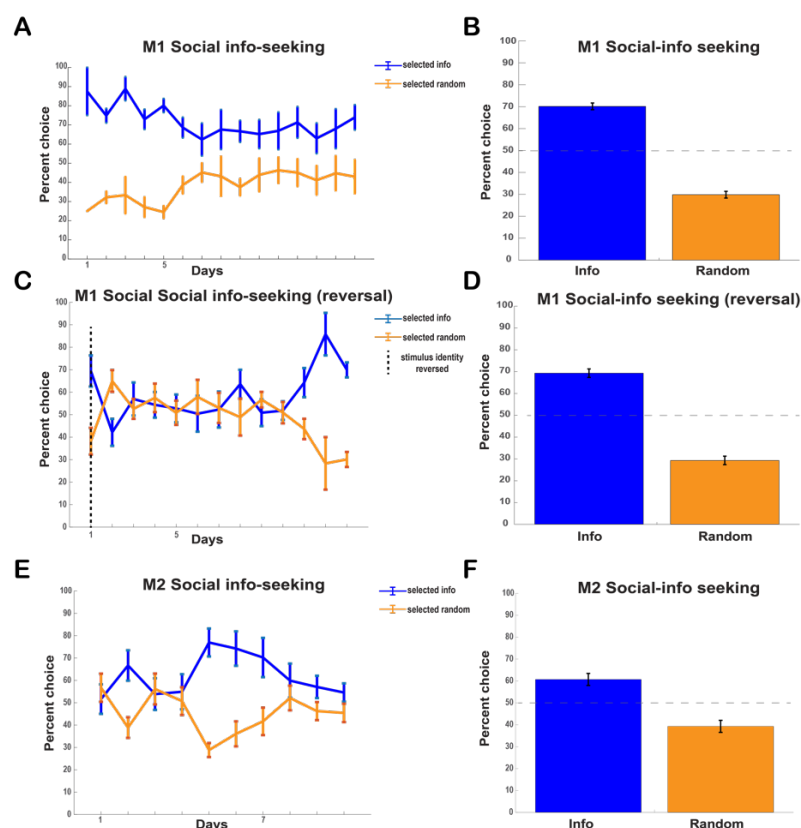 A
M1 Social info-seeking
selected info
selected random
Percent choice
100
90
80
70
60
50
40
30
20
10
0
1
5
Days
B
M1 Social-info seeking
Percent choice
100
90
80
70
60
50
40
30
20
10
0
Info
Random
C
M1 Social Social info-seeking (reversal)
selected info
selected random
stimulus identity
reversed
Percent choice
100
90
80
70
60
50
40
30
20
10
0
1
5
Days
D
M1 Social-info seeking (reversal)
Percent choice
100
90
80
70
60
50
40
30
20
10
0
Info
Random
E
M2 Social info-seeking
selected info
selected random
Percent choice
100
90
80
70
60
50
40
30
20
10
0
1
7
Days
F
M2 Social-info seeking
Percent choice
100
90
80
70
60
50
40
30
20
10
0
Info
Random